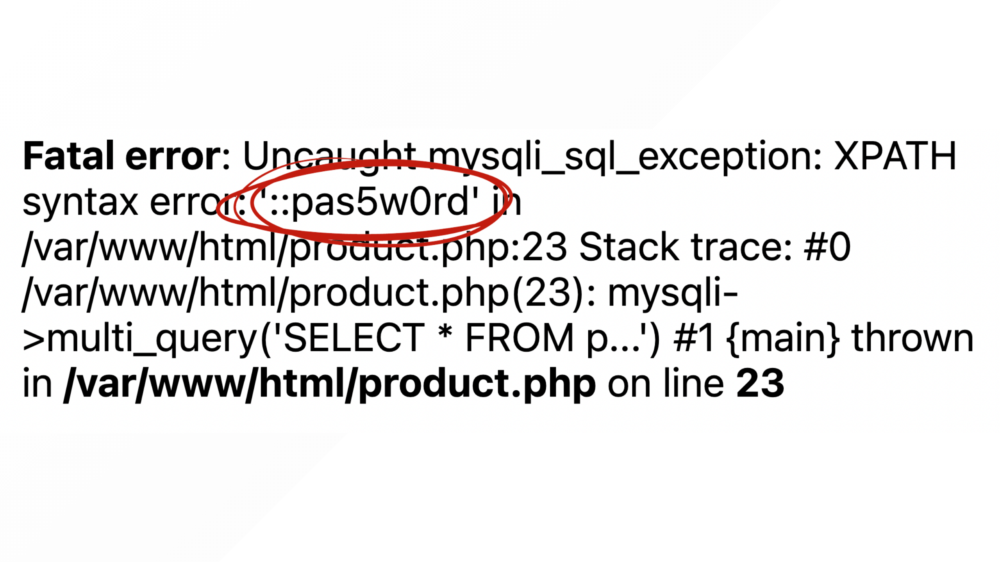 Fatal error: Uncaught mysqli_sql_exception: XPATH
syntax error: '::pas5w0rd' in
/var/www/html/product.php:23 Stack trace: #0
/var/www/html/product.php(23): mysqli-
>multi_query('SELECT * FROM p...') #1 {main} thrown
in /var/www/html/product.php on line 23